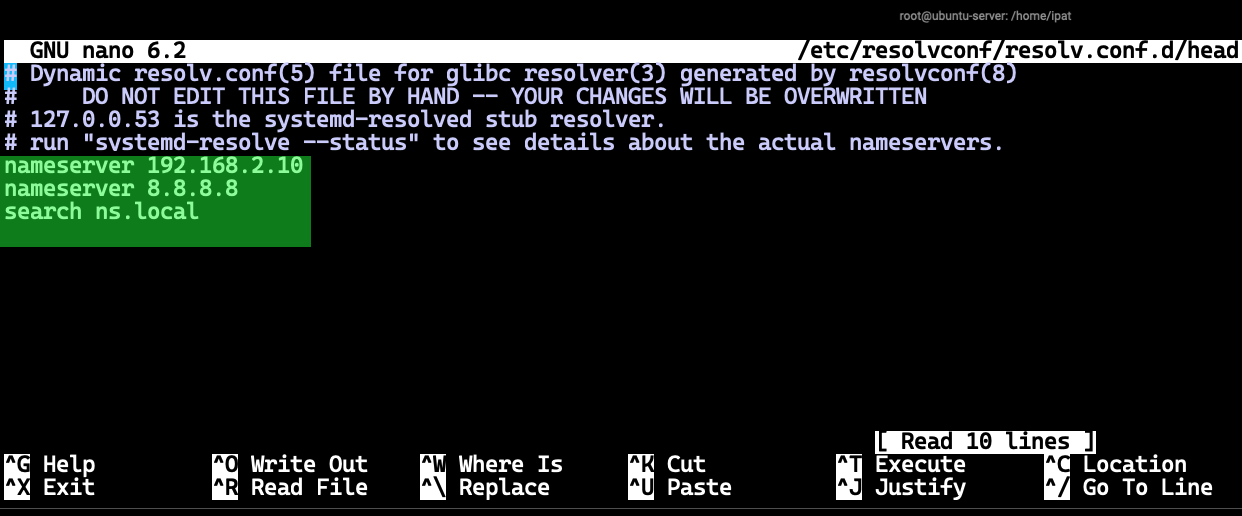 root@ubuntu-server: /home/ipat
GNU nano 6.2 /etc/resolvconf/resolv.conf.d/head
# Dynamic resolv.conf(5) file for glibc resolver(3) generated by resolvconf(8)
#     DO NOT EDIT THIS FILE BY HAND -- YOUR CHANGES WILL BE OVERWRITTEN
# 127.0.0.53 is the systemd-resolved stub resolver.
# run "systemd-resolve --status" to see details about the actual nameservers.
nameserver 192.168.2.10
nameserver 8.8.8.8
search ns.local
[ Read 10 lines ]
^G Help ^O Write Out ^W Where Is ^K Cut ^T Execute ^C Location
^X Exit ^R Read File ^\ Replace ^U Paste ^J Justify ^/ Go To Line